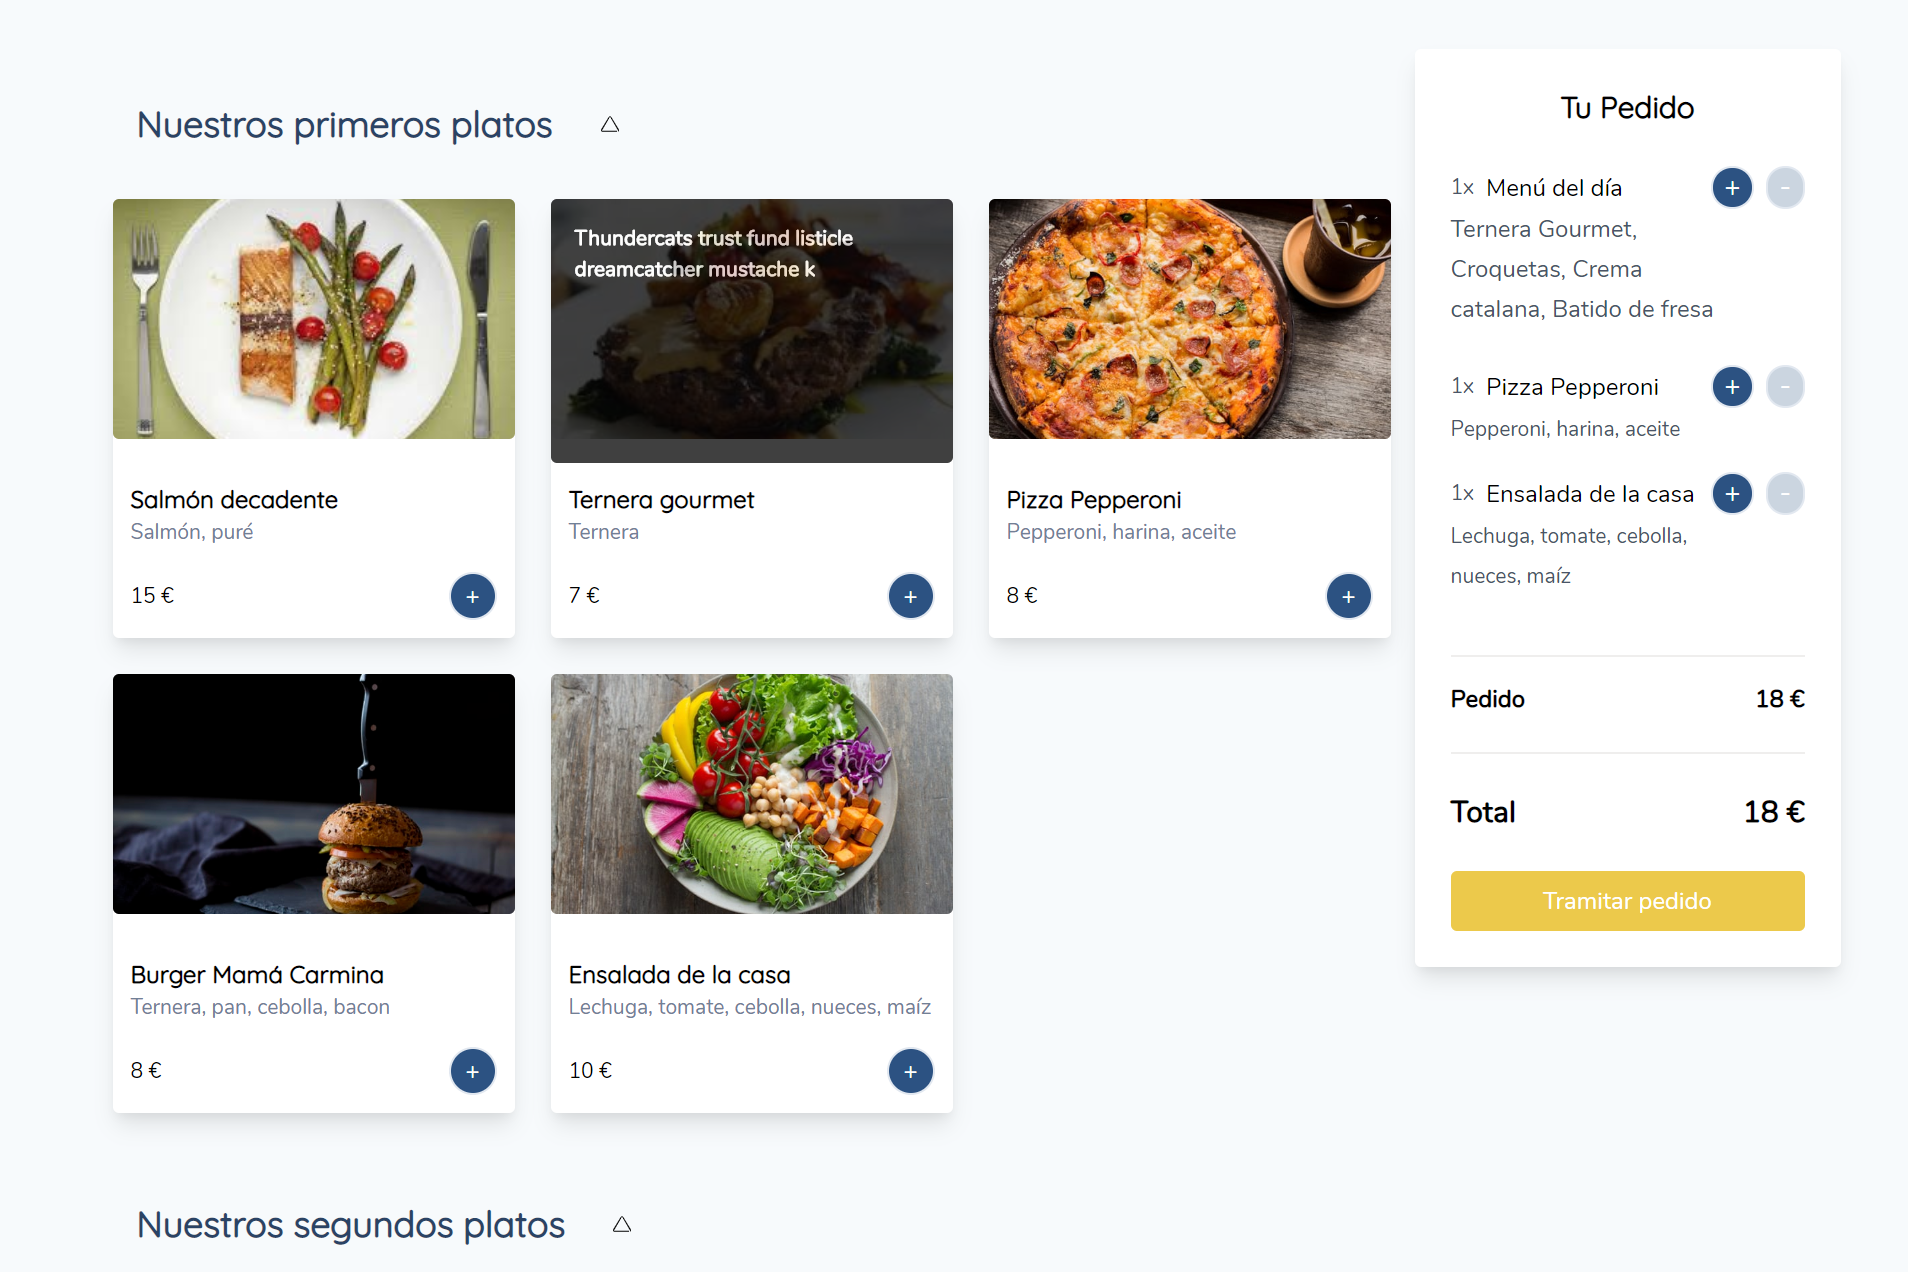 Nuestros primeros platos
Thundercats trust fund listicle
dreamcatcher mustache k
Salmón decadente
Salmón, puré
15 €
+
Ternera gourmet
Ternera
7 €
+
Pizza Pepperoni
Pepperoni, harina, aceite
8 €
+
Burger Mamá Carmina
Ternera, pan, cebolla, bacon
8 €
+
Ensalada de la casa
Lechuga, tomate, cebolla, nueces, maíz
10 €
+
Nuestros segundos platos
Tu Pedido
1x Menú del día + -
Ternera Gourmet,
Croquetas, Crema
catalana, Batido de fresa
1x Pizza Pepperoni + -
Pepperoni, harina, aceite
1x Ensalada de la casa + -
Lechuga, tomate, cebolla,
nueces, maíz
Pedido 18 €
Total 18 €
Tramitar pedido